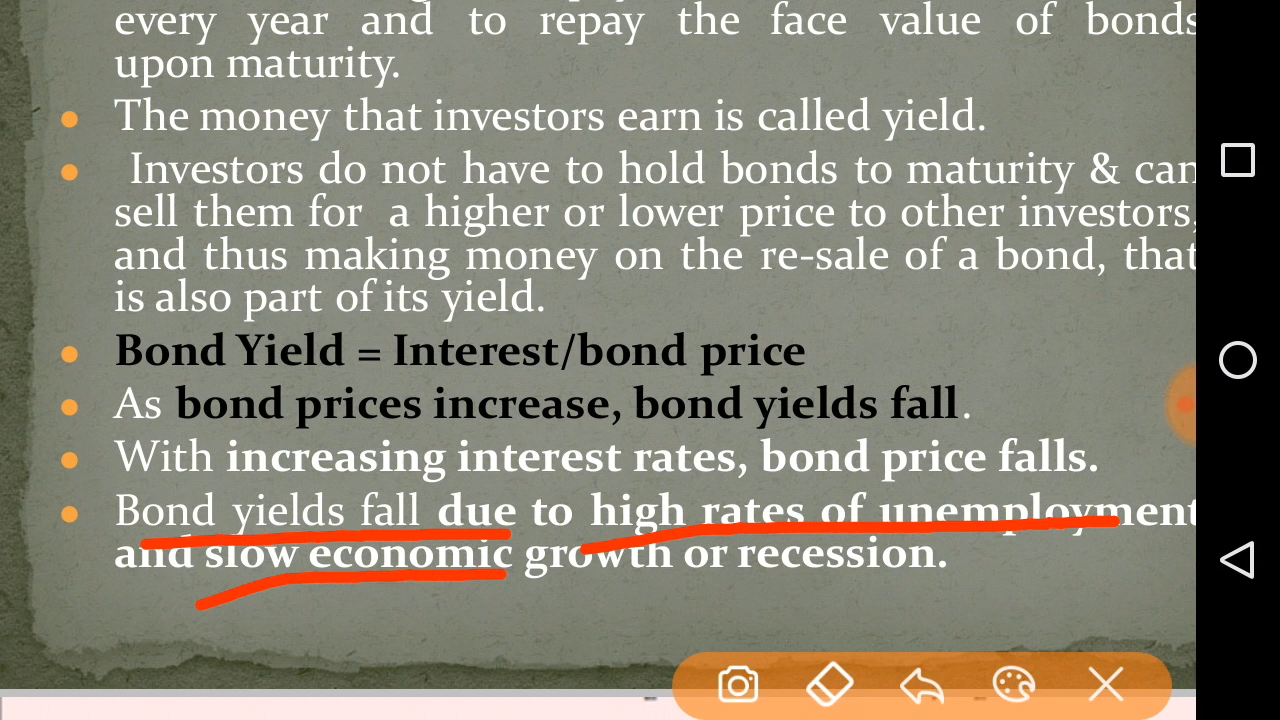 every year and to repay the face value of bonds
upon maturity.
The money that investors earn is called yield.
Investors do not have to hold bonds to maturity & can
sell them for a higher or lower price to other investors,
and thus making money on the re-sale of a bond, that
is also part of its yield.
Bond Yield = Interest/bond price
As bond prices increase, bond yields fall.
With increasing interest rates, bond price falls.
Bond yields fall due to high rates of unemployment
and slow economic growth or recession.